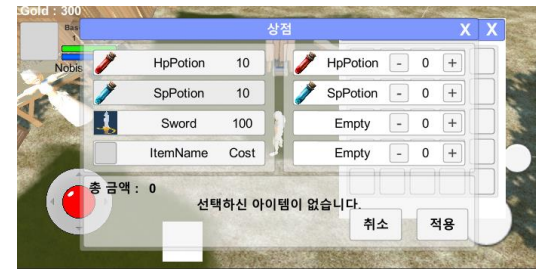 Gold : 300
Bas
1
Nobis
상점
X
X
HpPotion 10
HpPotion - 0 +
SpPotion 10
SpPotion - 0 +
Sword 100
Empty - 0 +
ItemName Cost
Empty - 0 +
총 금액 : 0
선택하신 아이템이 없습니다.
취소
적용